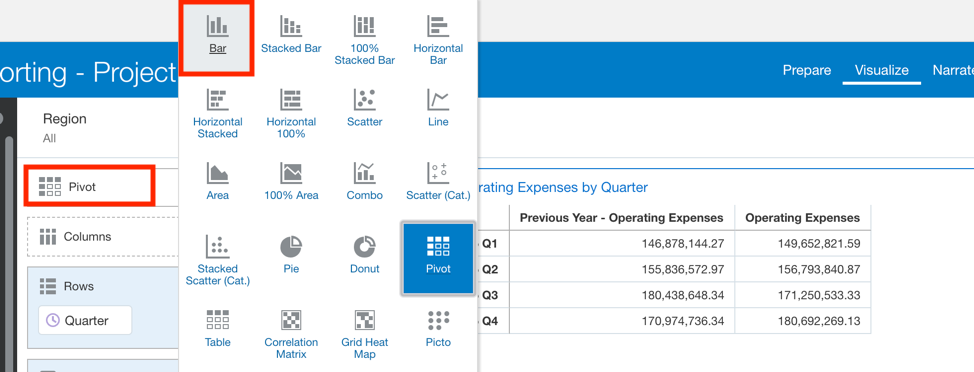 orting - Project
Prepare
Visualize
Narrate
Region
All
Pivot
Columns
Rows
Quarter
Bar
Stacked Bar
100%
Stacked Bar
Horizontal
Bar
Horizontal
Stacked
Horizontal
100%
Scatter
Line
Area
100% Area
Combo
Scatter (Cat.)
Stacked
Scatter (Cat.)
Pie
Donut
Pivot
Table
Correlation
Matrix
Grid Heat
Map
Picto
rating Expenses by Quarter
Previous Year - Operating Expenses Operating Expenses
Q1 146,878,144.27 149,652,821.59
Q2 155,836,572.97 156,793,840.87
Q3 180,438,648.34 171,250,533.33
Q4 170,974,736.34 180,692,269.13